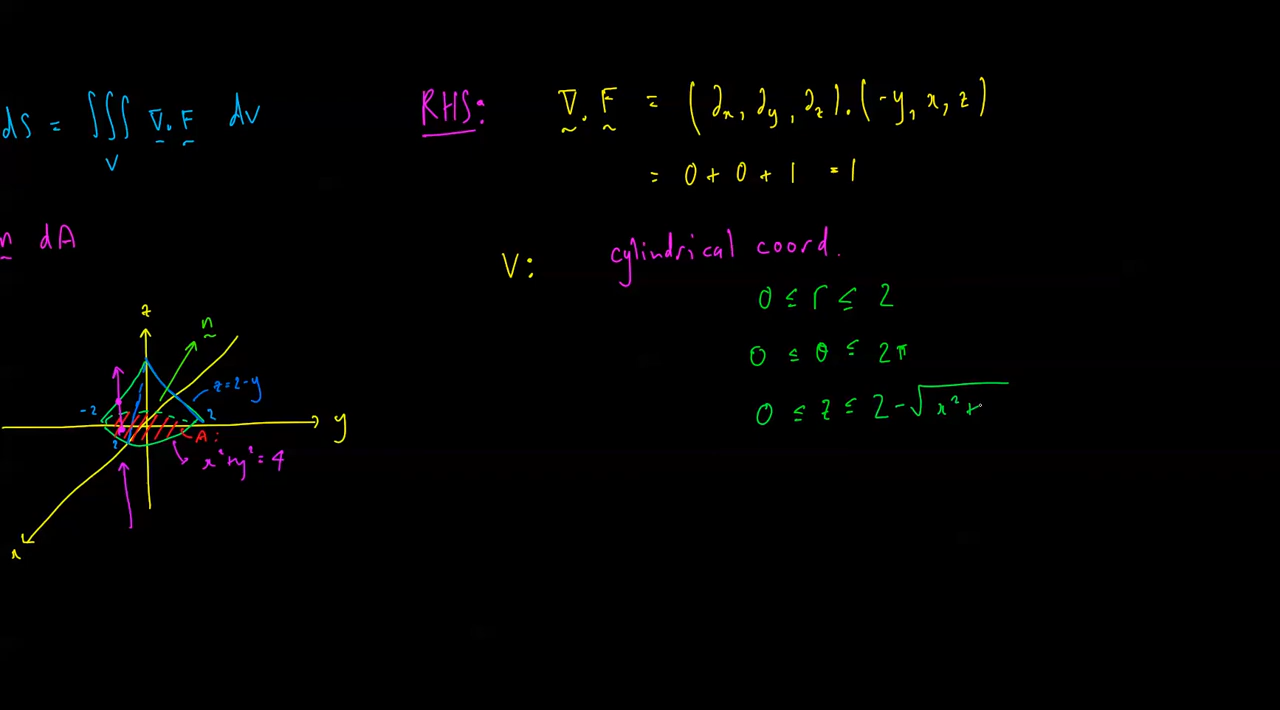 dS = ∭ ∇ . F dV
V
RHS: ∇ . F = (∂x, ∂y, ∂z) . (-y, x, z)
= 0 + 0 + 1 = 1
n dA
V: cylindrical coord.
0 ≤ r ≤ 2
0 ≤ θ ≤ 2π
0 ≤ z ≤ 2 - √x² +
z
n
z = 2 - y
-2
2
y
2
A :
x² + y² = 4
x